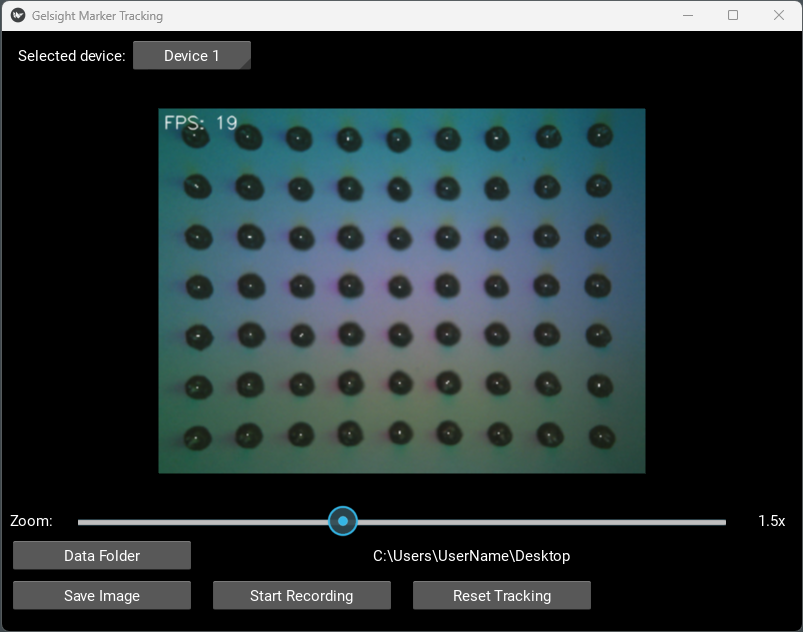 Gelsight Marker Tracking
Selected device: Device 1
FPS: 19
Zoom: 1.5x
Data Folder C:\Users\UserName\Desktop
Save Image Start Recording Reset Tracking